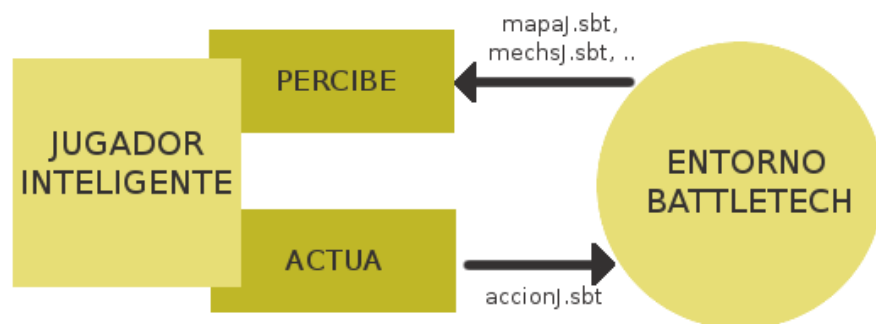 mapaJ.sbt,
mechsJ.sbt, ..
PERCIBE
JUGADOR
INTELIGENTE
ENTORNO
BATTLETECH
ACTUA
accionJ.sbt